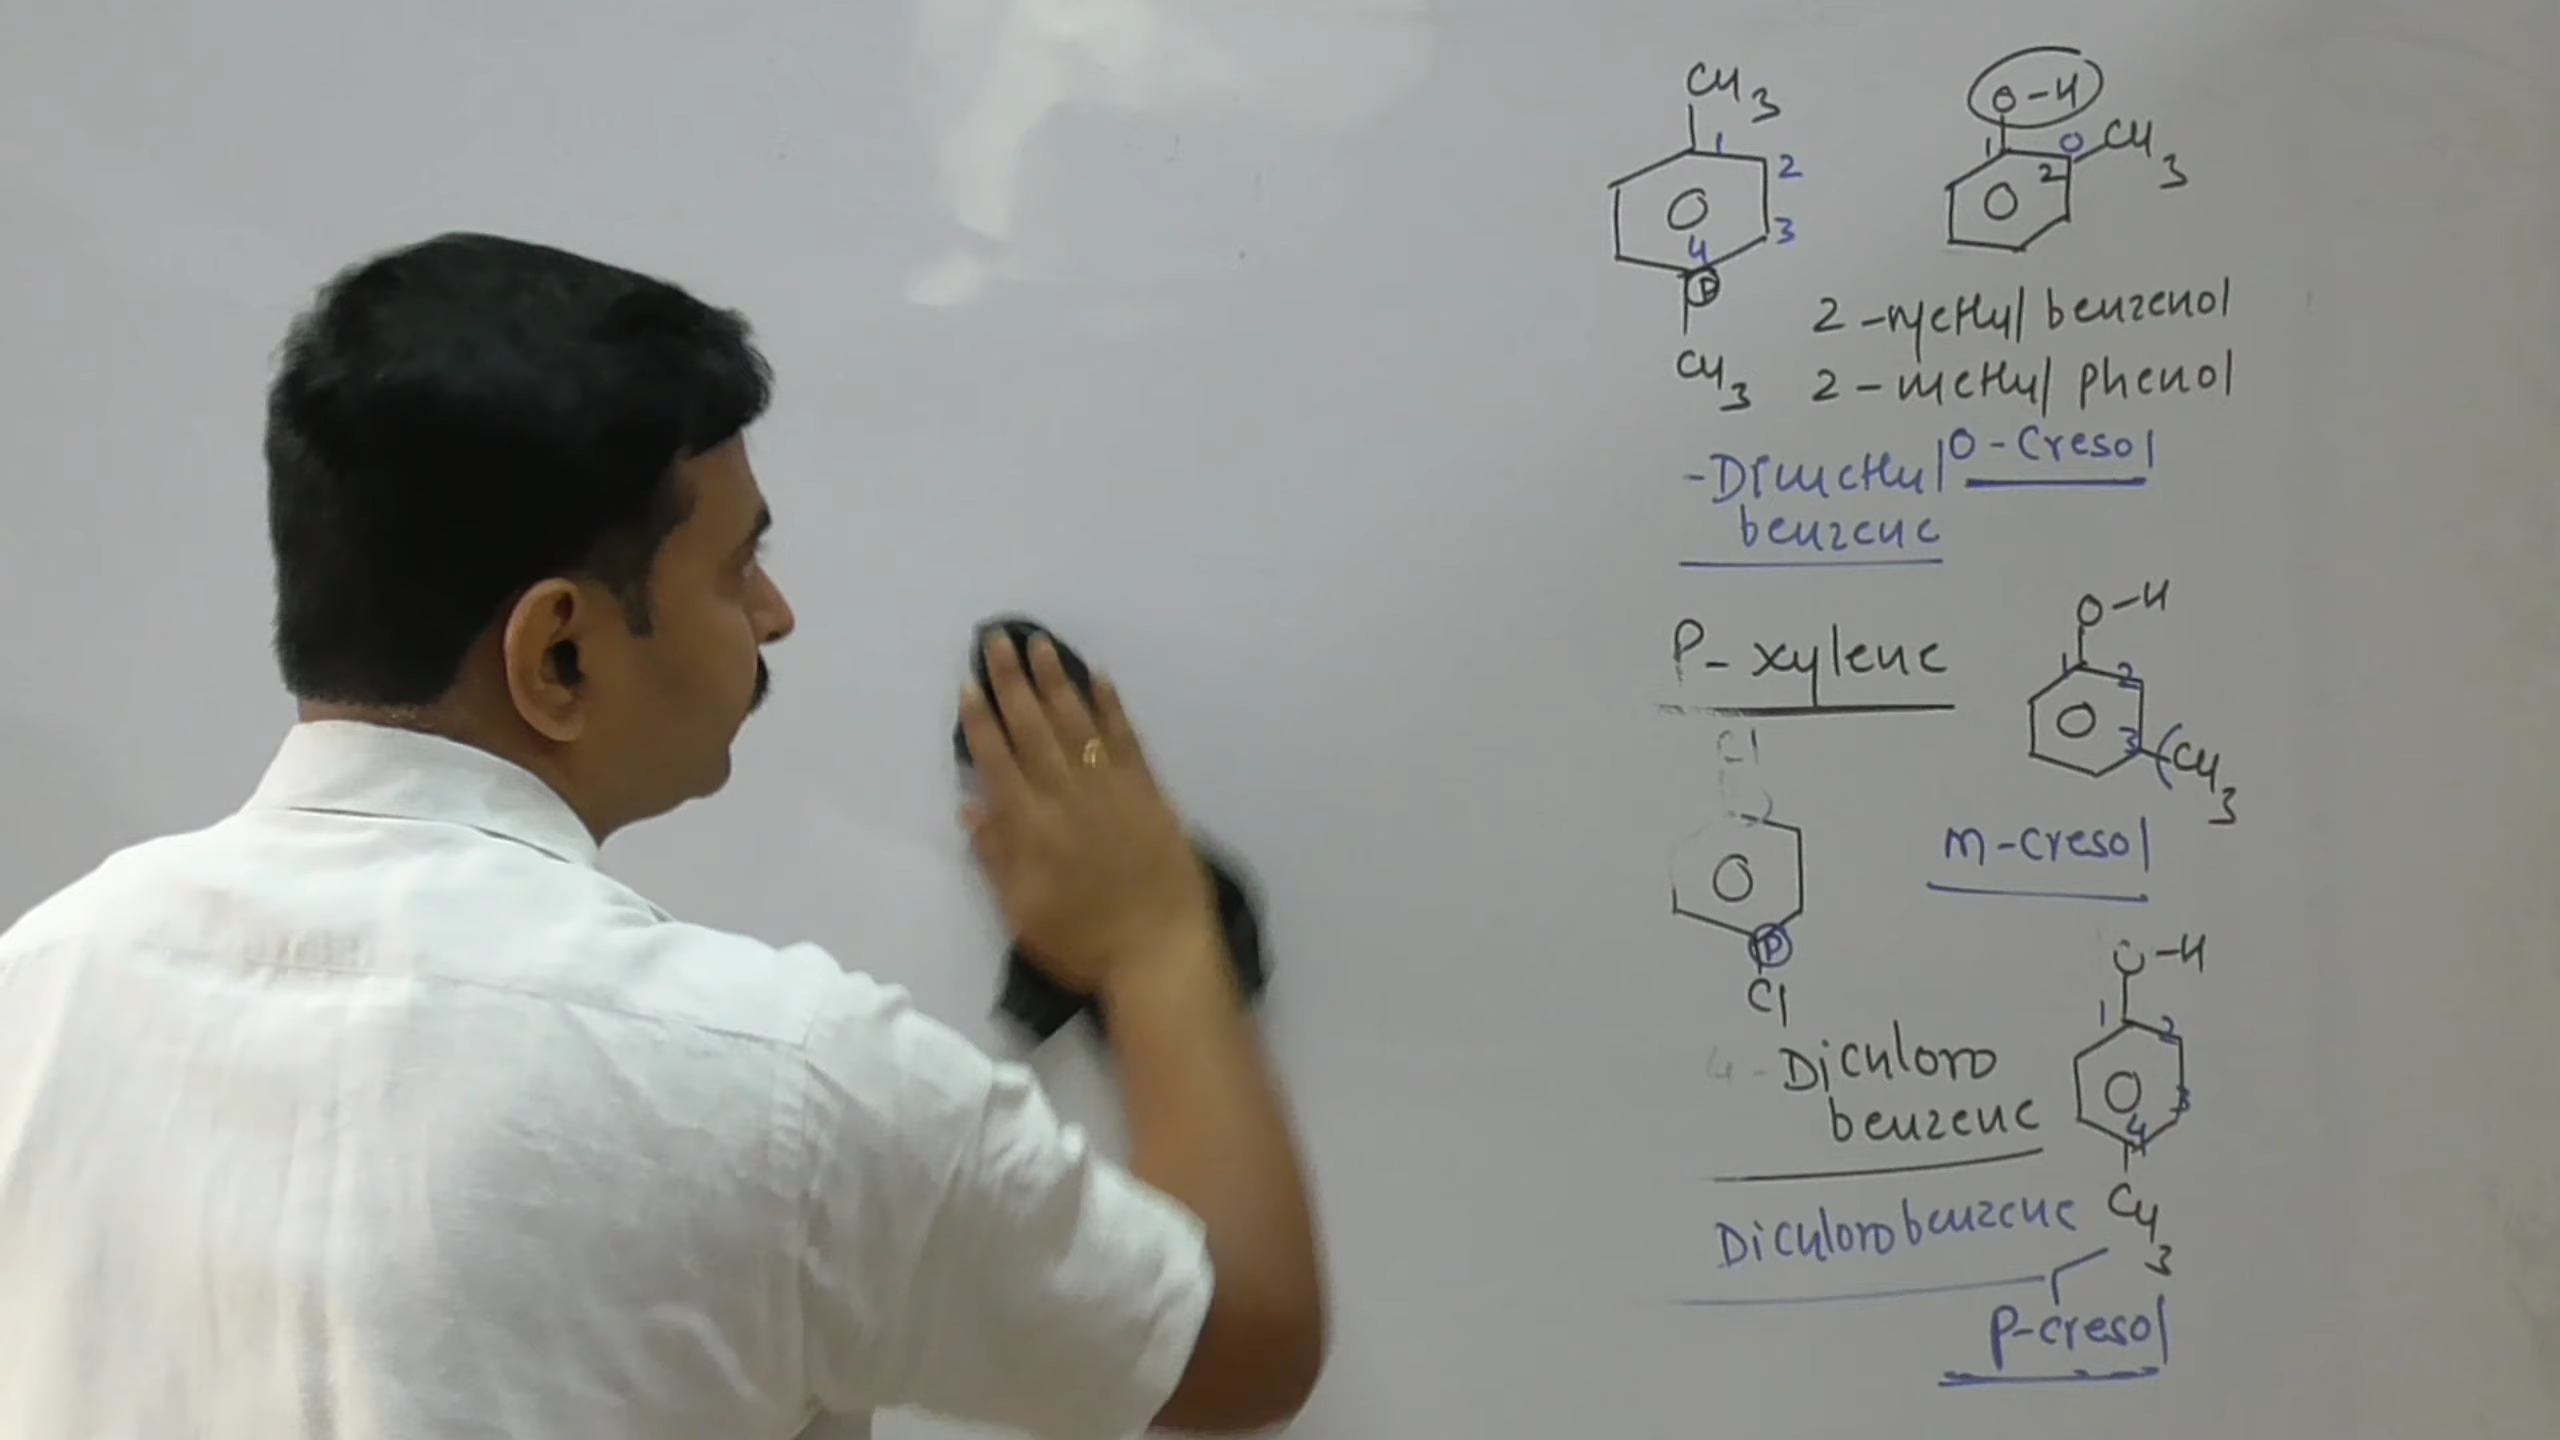 CH3
1
2
3
4
P
CH3
-Dimethyl
benzene
P- xylene
Cl
P
Cl
4- Dichloro
benzene
Dichlorobenzene
O-H
1
O
CH3
2
2-methyl benzenol
2-methyl phenol
O-Cresol
O-H
1
2
3
CH3
m-cresol
O-H
1
2
3
4
CH3
P-cresol